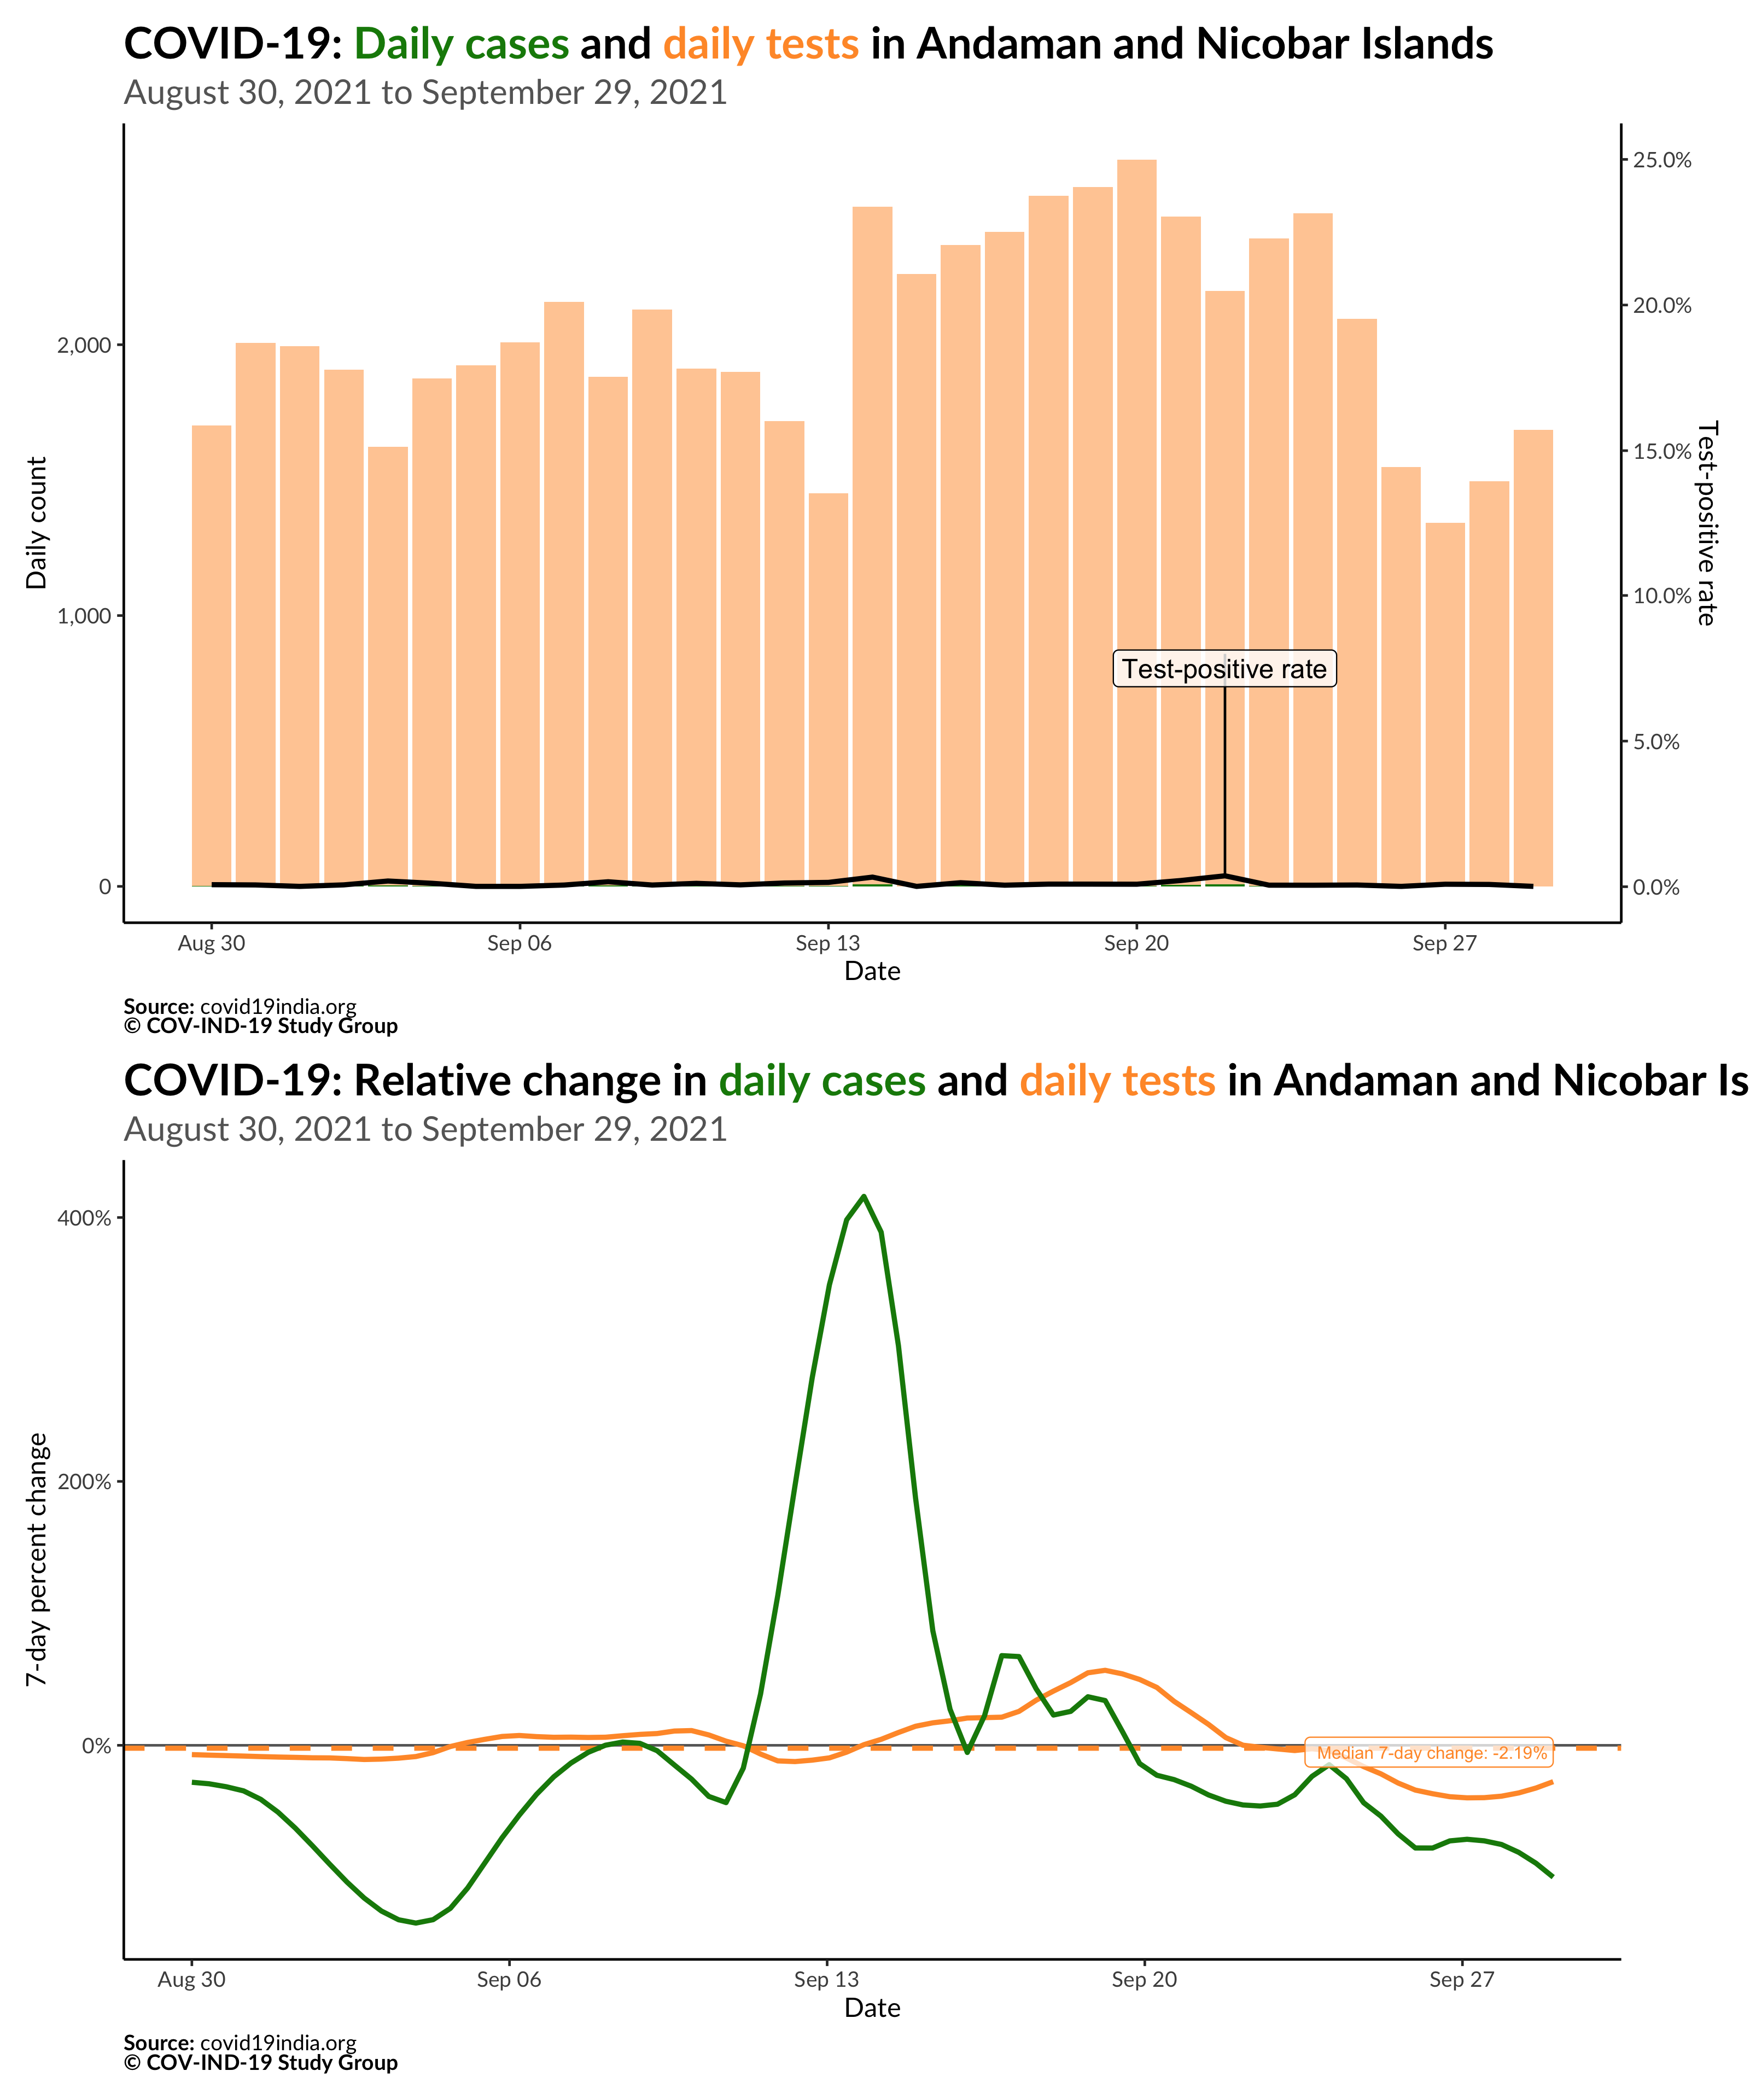 COVID-19: Daily cases and daily tests in Andaman and Nicobar Islands
August 30, 2021 to September 29, 2021
Daily count
2,000
1,000
0
25.0%
20.0%
15.0%
10.0%
5.0%
0.0%
Test-positive rate
Test-positive rate
Aug 30
Sep 06
Sep 13
Sep 20
Sep 27
Date
Source: covid19india.org
© COV-IND-19 Study Group
COVID-19: Relative change in daily cases and daily tests in Andaman and Nicobar Is
August 30, 2021 to September 29, 2021
7-day percent change
400%
200%
0%
Median 7-day change: -2.19%
Aug 30
Sep 06
Sep 13
Sep 20
Sep 27
Date
Source: covid19india.org
© COV-IND-19 Study Group